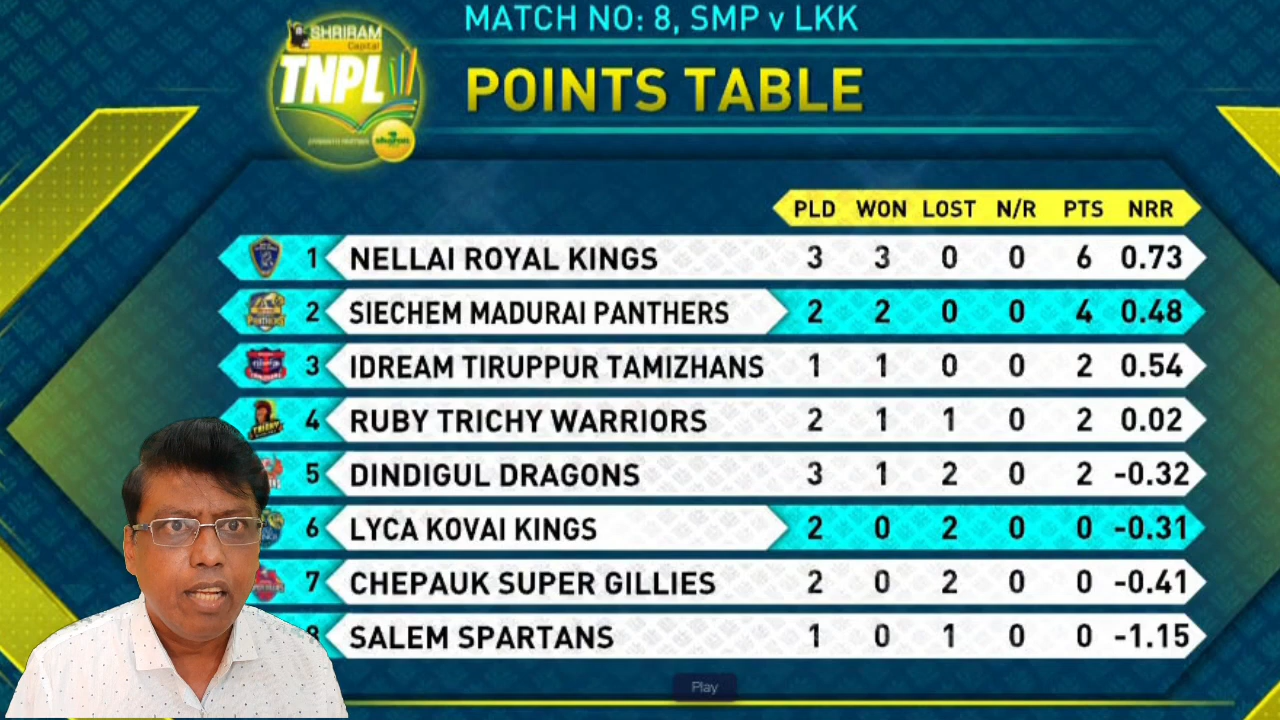 MATCH NO: 8, SMP v LKK
SHRIRAM
Capital
TNPL
POINTS TABLE
PLD WON LOST N/R PTS NRR
1 NELLAI ROYAL KINGS 3 3 0 0 6 0.73
2 SIECHEM MADURAI PANTHERS 2 2 0 0 4 0.48
3 IDREAM TIRUPPUR TAMIZHANS 1 1 0 0 2 0.54
4 RUBY TRICHY WARRIORS 2 1 1 0 2 0.02
5 DINDIGUL DRAGONS 3 1 2 0 2 -0.32
6 LYCA KOVAI KINGS 2 0 2 0 0 -0.31
7 CHEPAUK SUPER GILLIES 2 0 2 0 0 -0.41
8 SALEM SPARTANS 1 0 1 0 0 -1.15
Play